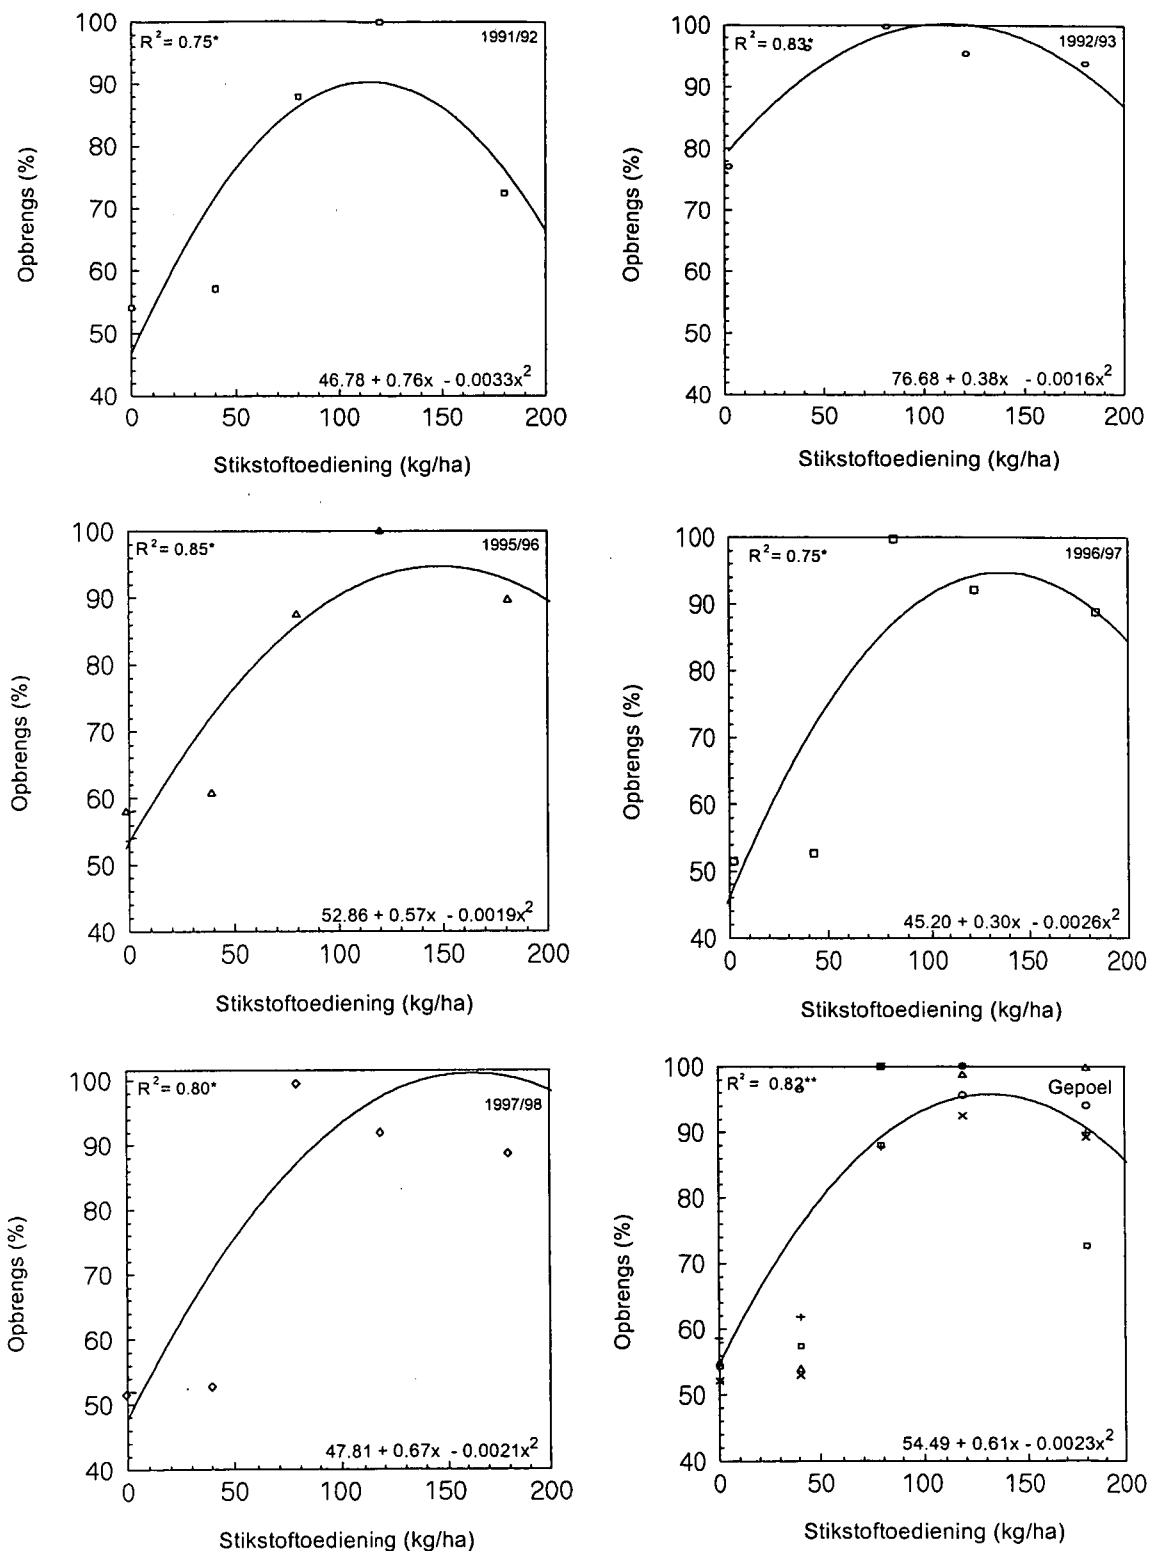 R² = 0.75*
1991/92
100
90
80
70
60
50
40
Opbrengs (%)
46.78 + 0.76x - 0.0033x²
0 50 100 150 200
Stikstoftoediening (kg/ha)
R² = 0.83*
1992/93
100
90
80
70
60
50
40
Opbrengs (%)
76.68 + 0.38x - 0.0016x²
0 50 100 150 200
Stikstoftoediening (kg/ha)
R² = 0.85*
1995/96
100
90
80
70
60
50
40
Opbrengs (%)
52.86 + 0.57x - 0.0019x²
0 50 100 150 200
Stikstoftoediening (kg/ha)
R² = 0.75*
1996/97
100
90
80
70
60
50
40
Opbrengs (%)
45.20 + 0.30x - 0.0026x²
0 50 100 150 200
Stikstoftoediening (kg/ha)
R² = 0.80*
1997/98
100
90
80
70
60
50
40
Opbrengs (%)
47.81 + 0.67x - 0.0021x²
0 50 100 150 200
Stikstoftoediening (kg/ha)
R² = 0.82**
Gepoel
100
90
80
70
60
50
40
Opbrengs (%)
54.49 + 0.61x - 0.0023x²
0 50 100 150 200
Stikstoftoediening (kg/ha)